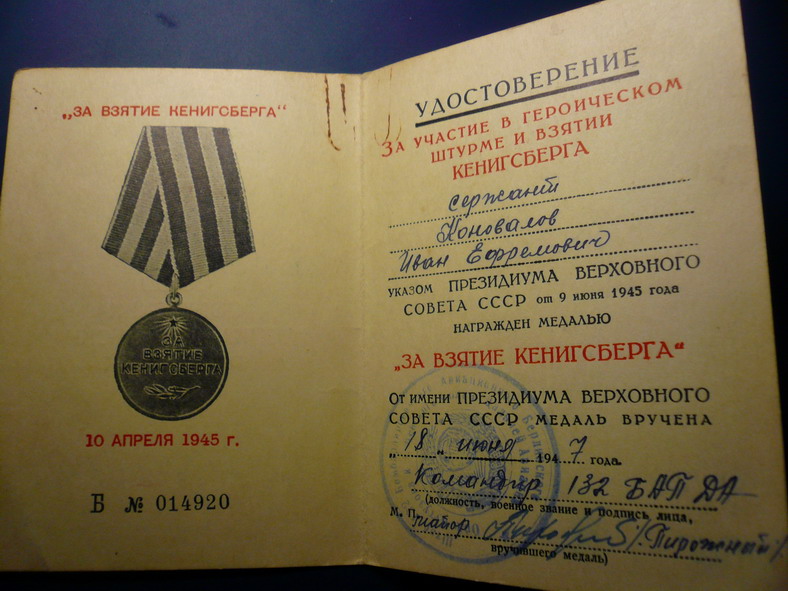 „ЗА ВЗЯТИЕ КЕНИГСБЕРГА“
ЗА
ВЗЯТИЕ
КЕНИГСБЕРГА
10 АПРЕЛЯ 1945 г.
Б № 014920
УДОСТОВЕРЕНИЕ
ЗА УЧАСТИЕ В ГЕРОИЧЕСКОМ
ШТУРМЕ И ВЗЯТИИ
КЕНИГСБЕРГА
сержант
Коновалов
Иван Ефремович
УКАЗОМ ПРЕЗИДИУМА ВЕРХОВНОГО
СОВЕТА СССР от 9 июня 1945 года
НАГРАЖДЕН МЕДАЛЬЮ
„ЗА ВЗЯТИЕ КЕНИГСБЕРГА“
От имени ПРЕЗИДИУМА ВЕРХОВНОГО
СОВЕТА СССР МЕДАЛЬ ВРУЧЕНА
„18„ июня 1947 года.
Командир 132 БАП ДА
(должность, военное звание и подпись лица,
М. П. майор /Пирожный/
вручившего медаль)